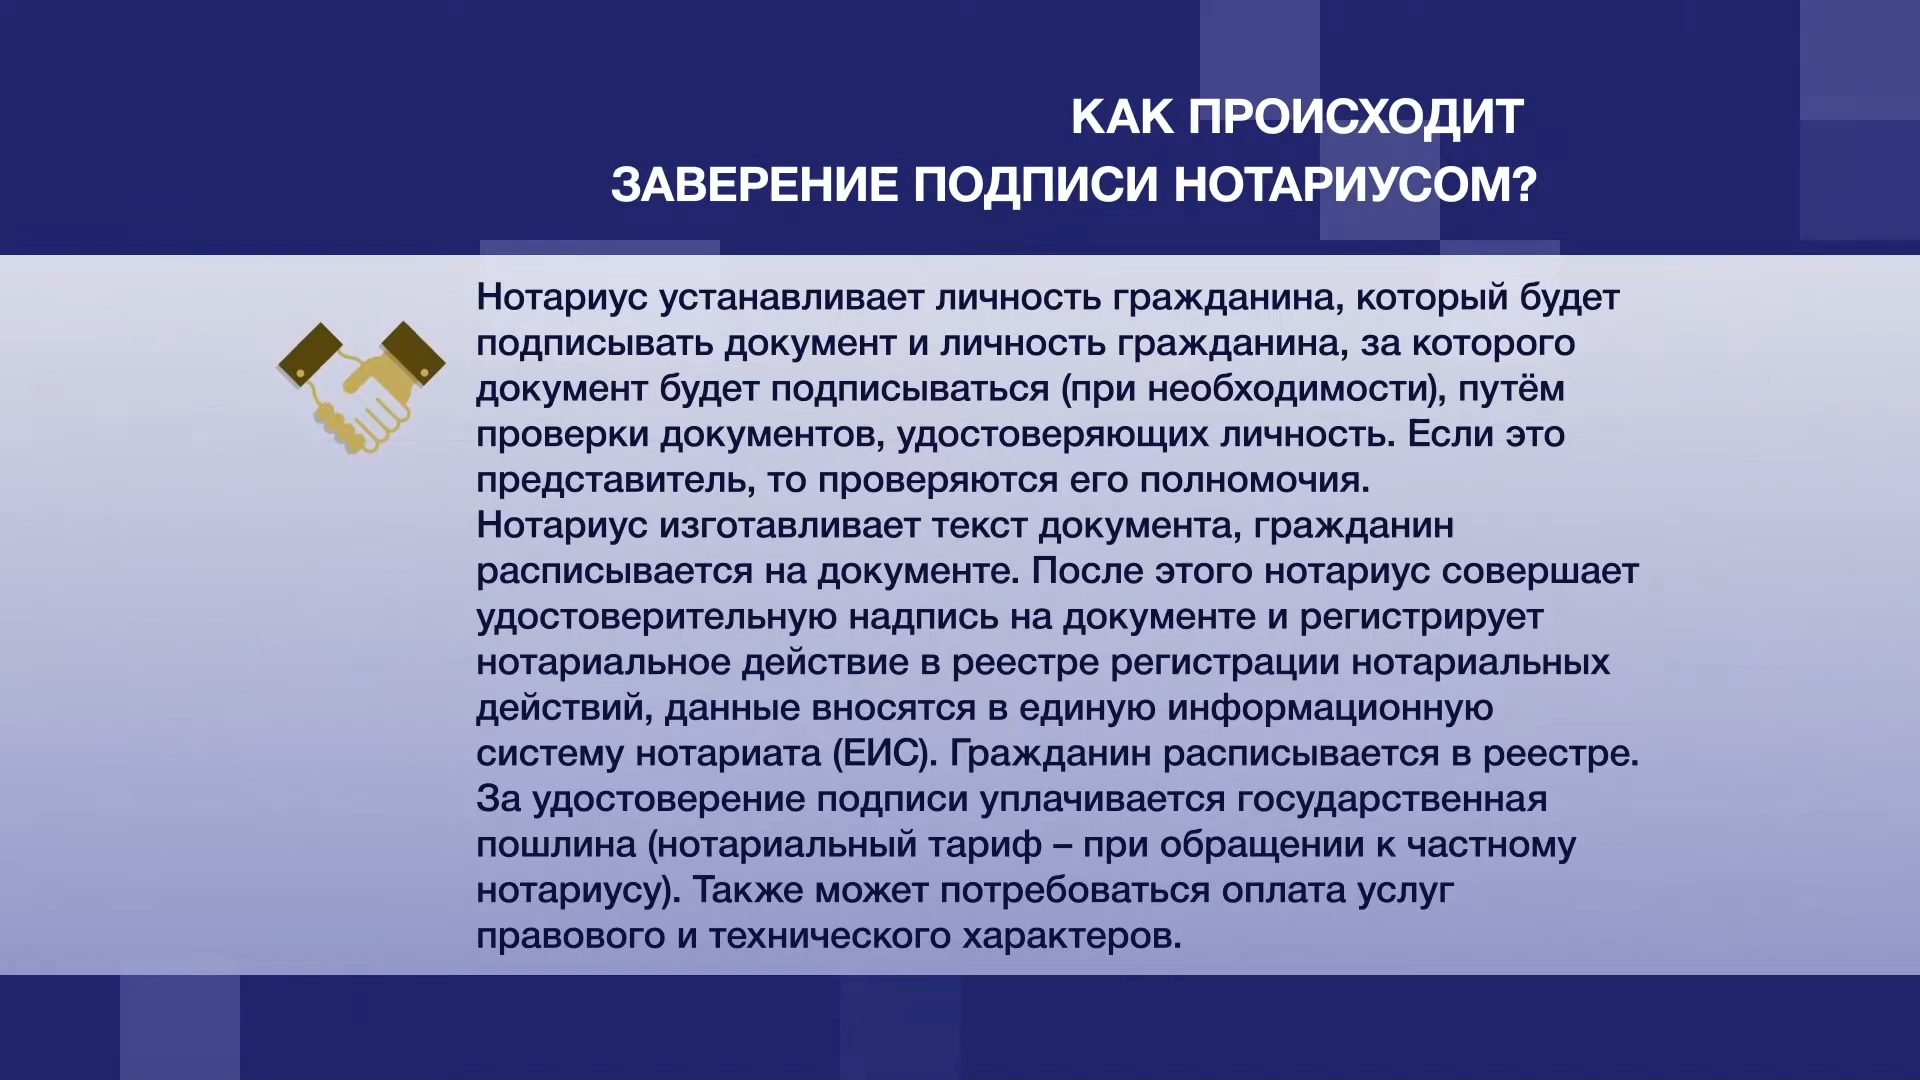 КАК ПРОИСХОДИТ
ЗАВЕРЕНИЕ ПОДПИСИ НОТАРИУСОМ?
Нотариус устанавливает личность гражданина, который будет
подписывать документ и личность гражданина, за которого
документ будет подписываться (при необходимости), путём
проверки документов, удостоверяющих личность. Если это
представитель, то проверяются его полномочия.
Нотариус изготавливает текст документа, гражданин
расписывается на документе. После этого нотариус совершает
удостоверительную надпись на документе и регистрирует
нотариальное действие в реестре регистрации нотариальных
действий, данные вносятся в единую информационную
систему нотариата (ЕИС). Гражданин расписывается в реестре.
За удостоверение подписи уплачивается государственная
пошлина (нотариальный тариф – при обращении к частному
нотариусу). Также может потребоваться оплата услуг
правового и технического характеров.